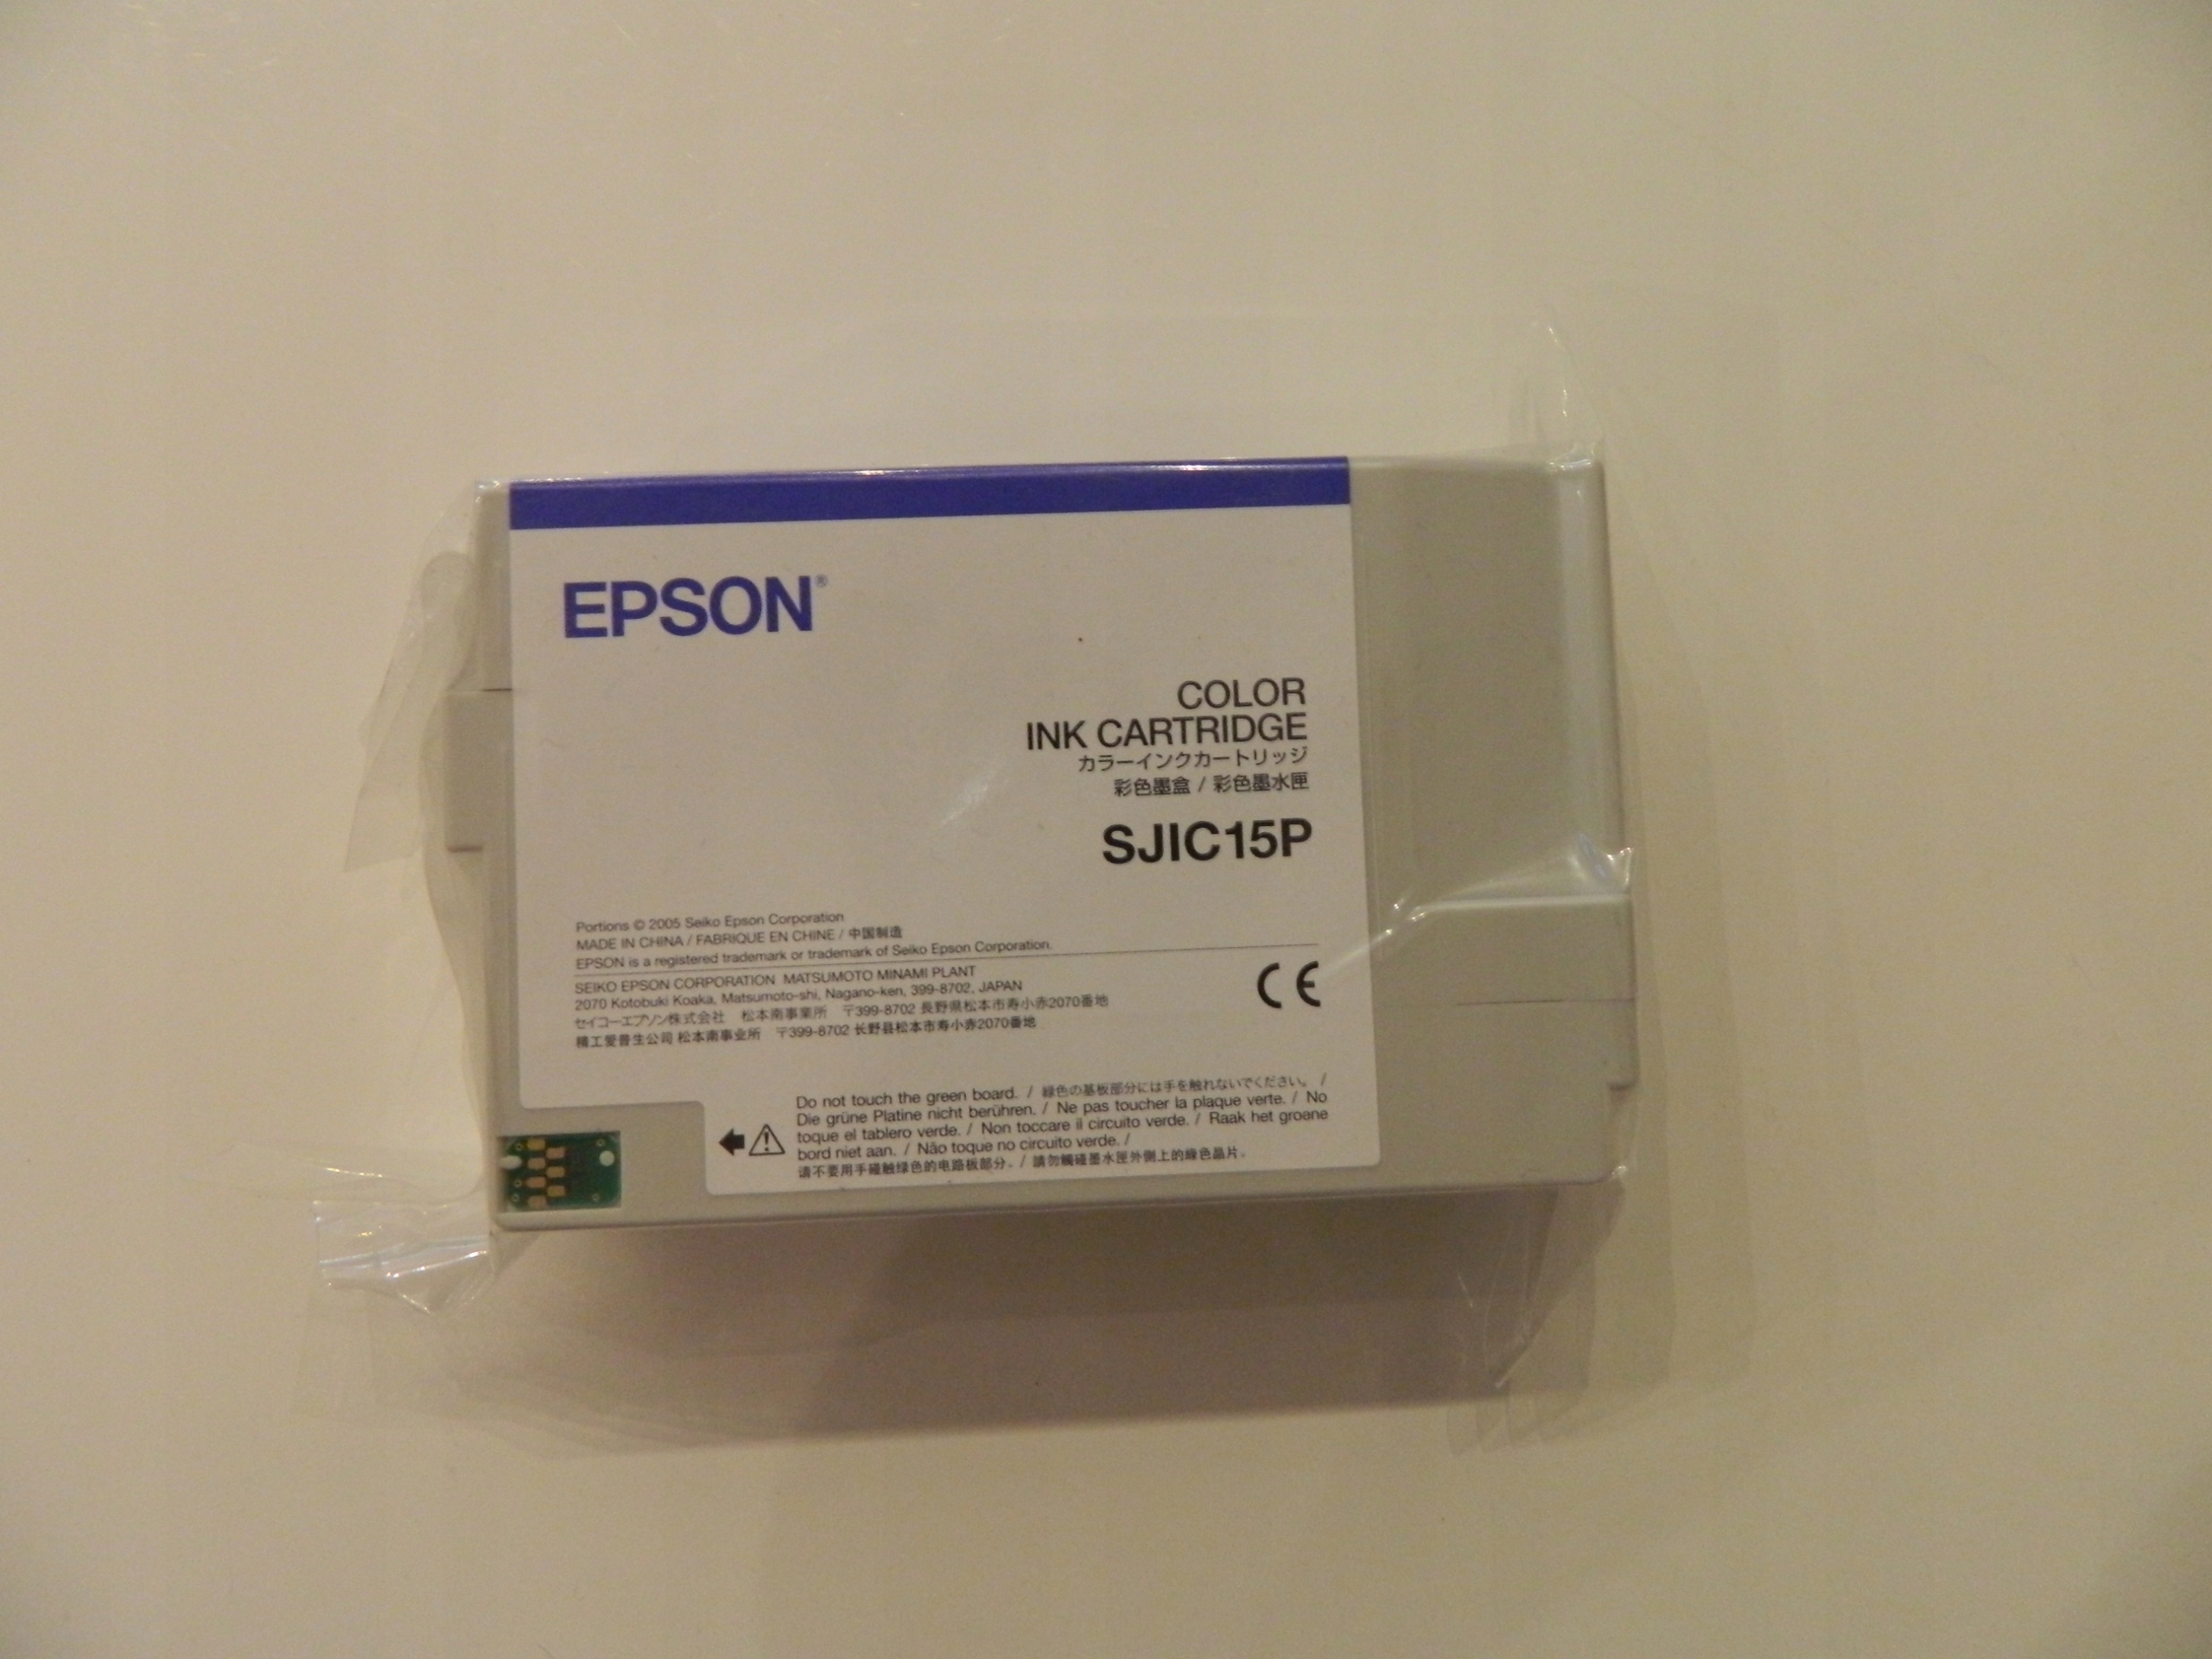 EPSON®
COLOR
INK CARTRIDGE
カラーインクカートリッジ
彩色墨盒 / 彩色墨水匣
SJIC15P
Portions © 2005 Seiko Epson Corporation
MADE IN CHINA / FABRIQUE EN CHINE / 中国制造
EPSON is a registered trademark or trademark of Seiko Epson Corporation.
SEIKO EPSON CORPORATION MATSUMOTO MINAMI PLANT
2070 Kotobuki Koaka, Matsumoto-shi, Nagano-ken, 399-8702, JAPAN
セイコーエプソン株式会社 松本南事業所 〒399-8702 長野県松本市寿小赤2070番地
精工爱普生公司 松本南事业所 〒399-8702 长野县松本市寿小赤2070番地
CE
Do not touch the green board. / 緑色の基板部分には手を触れないでください。 /
Die grüne Platine nicht berühren. / Ne pas toucher la plaque verte. / No
toque el tablero verde. / Non toccare il circuito verde. / Raak het groene
bord niet aan. / Não toque no circuito verde. /
请不要用手碰触绿色的电路板部分。 / 請勿觸碰墨水匣外側上的綠色晶片.